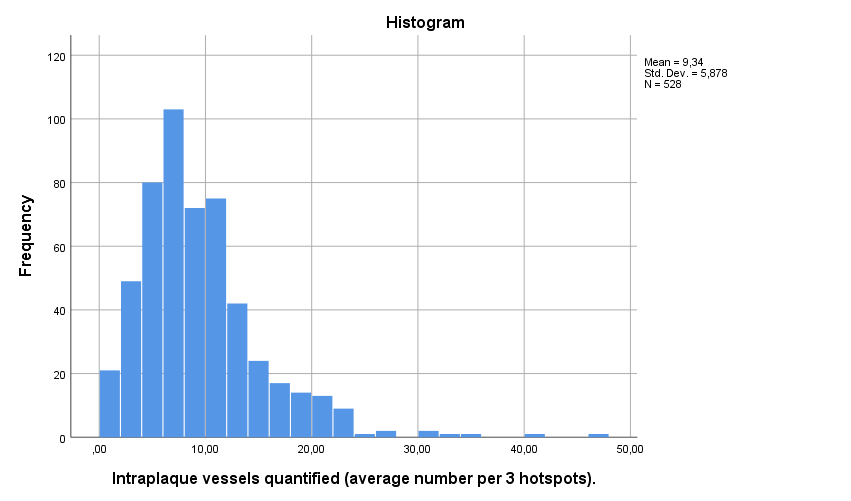 Histogram
Mean = 9,34
Std. Dev. = 5,878
N = 528
Frequency
120
100
80
60
40
20
0
,00
10,00
20,00
30,00
40,00
50,00
Intraplaque vessels quantified (average number per 3 hotspots).